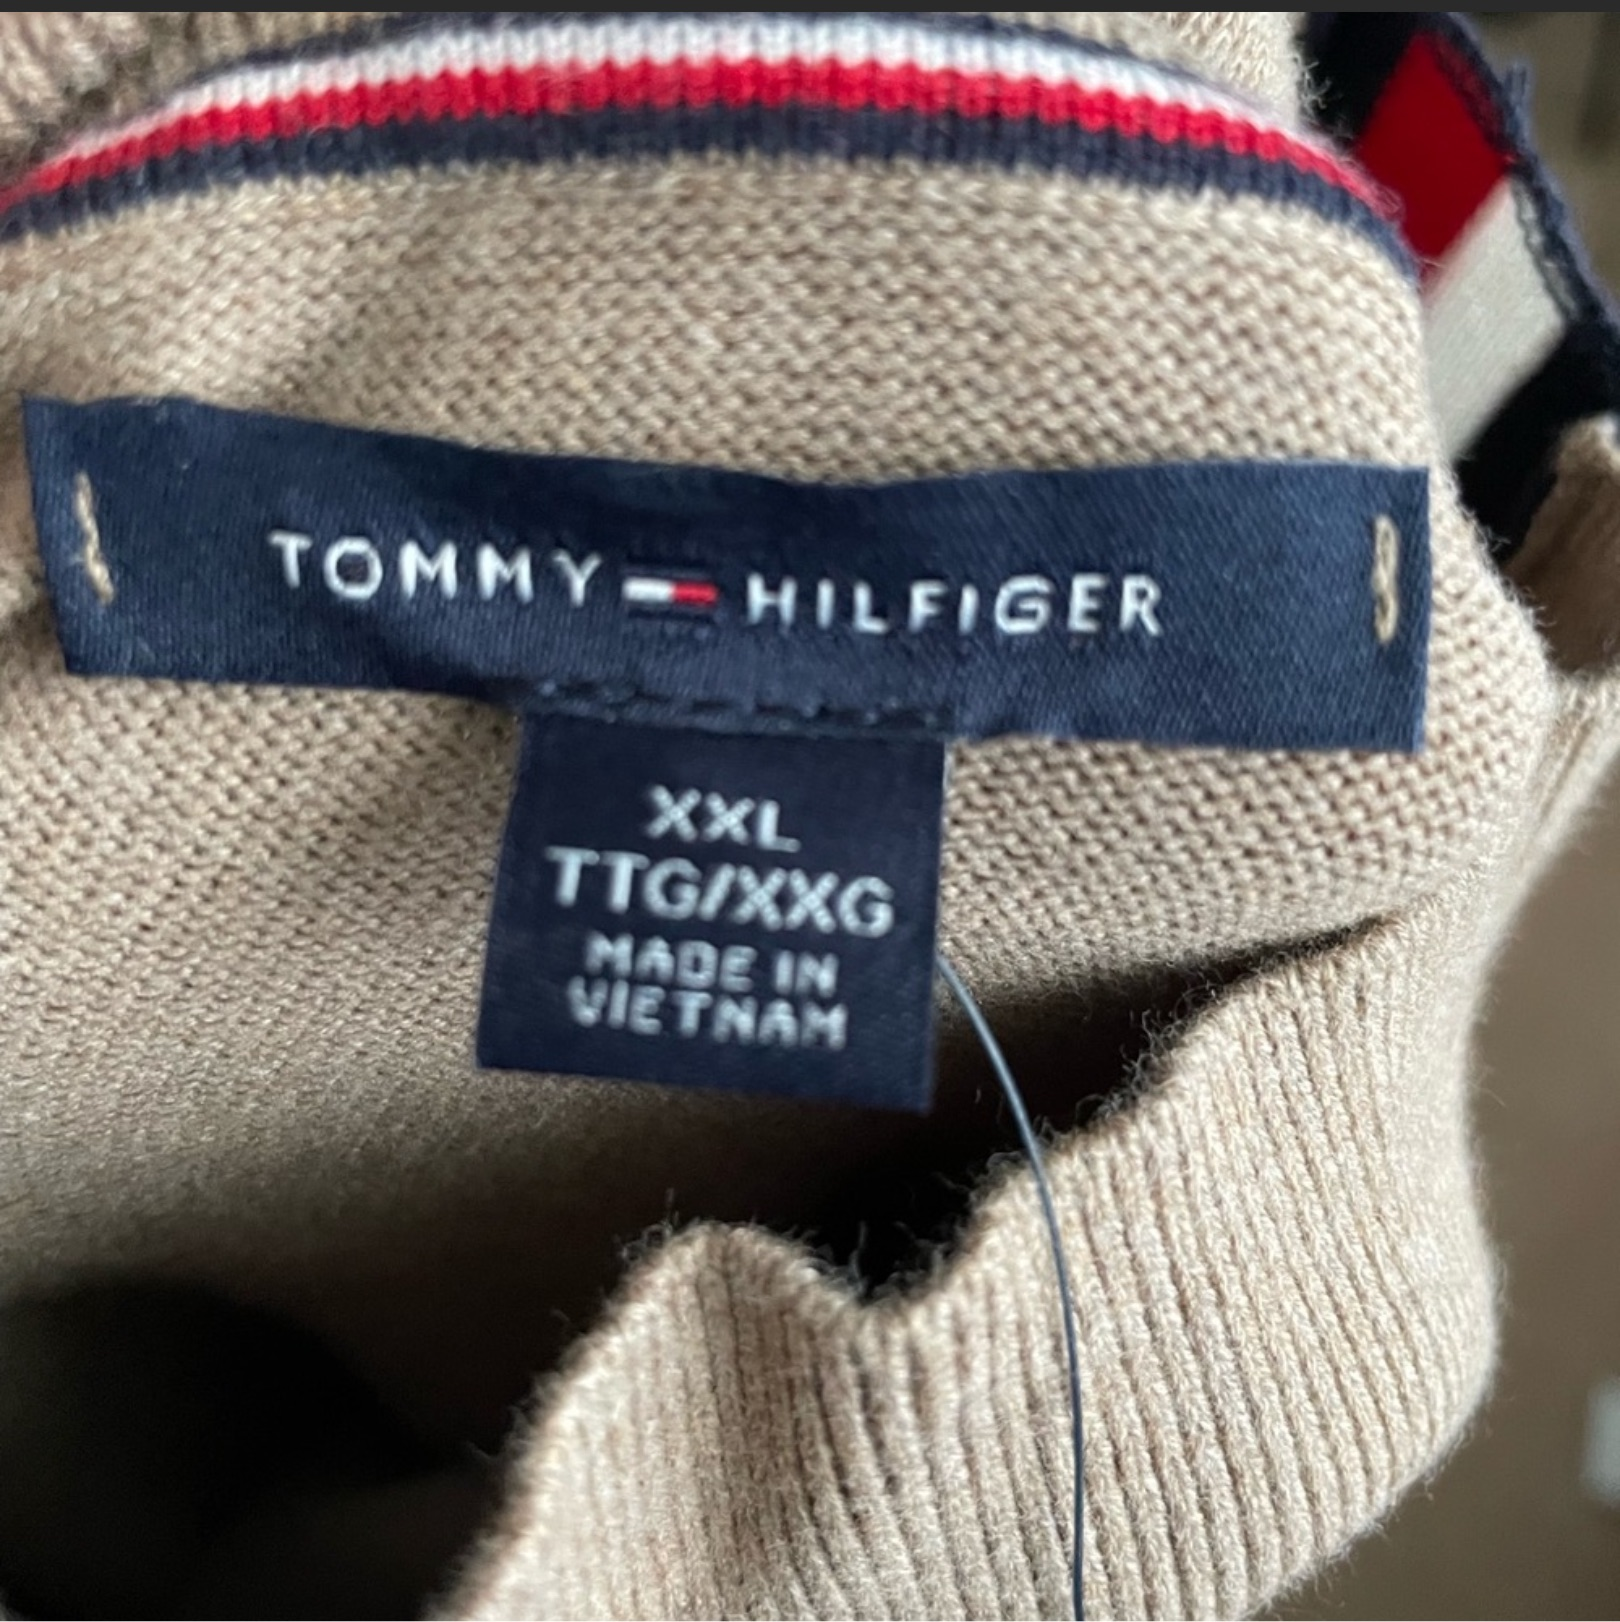 TOMMY HILFIGER
XXL
TTG/XXG
MADE IN
VIETNAM